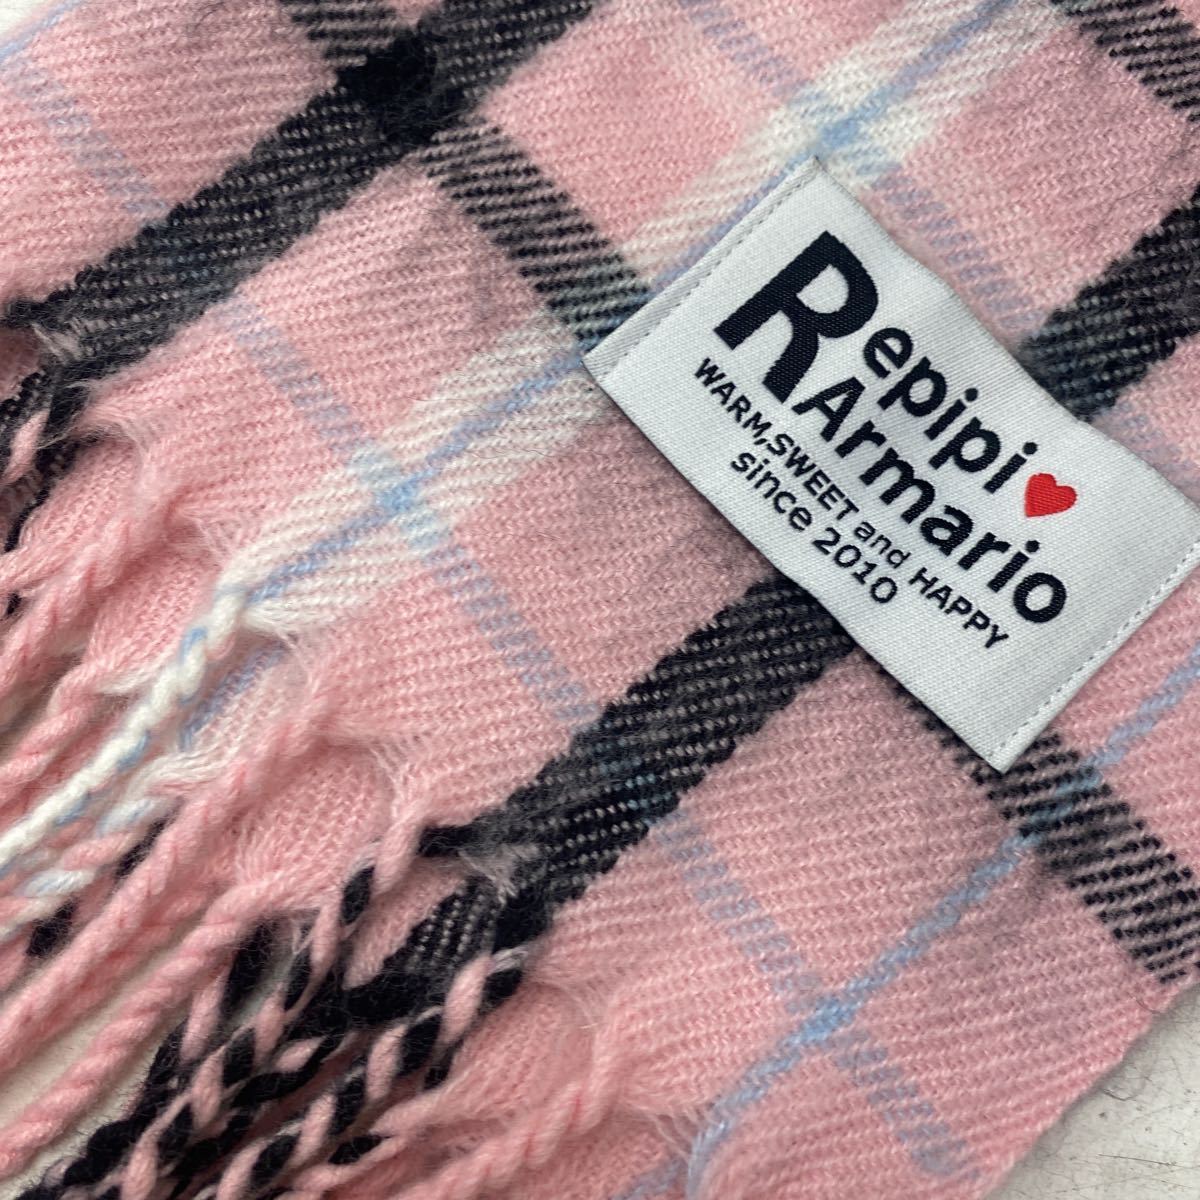 Repipi
Armario
WARM,SWEET and HAPPY
since 2010